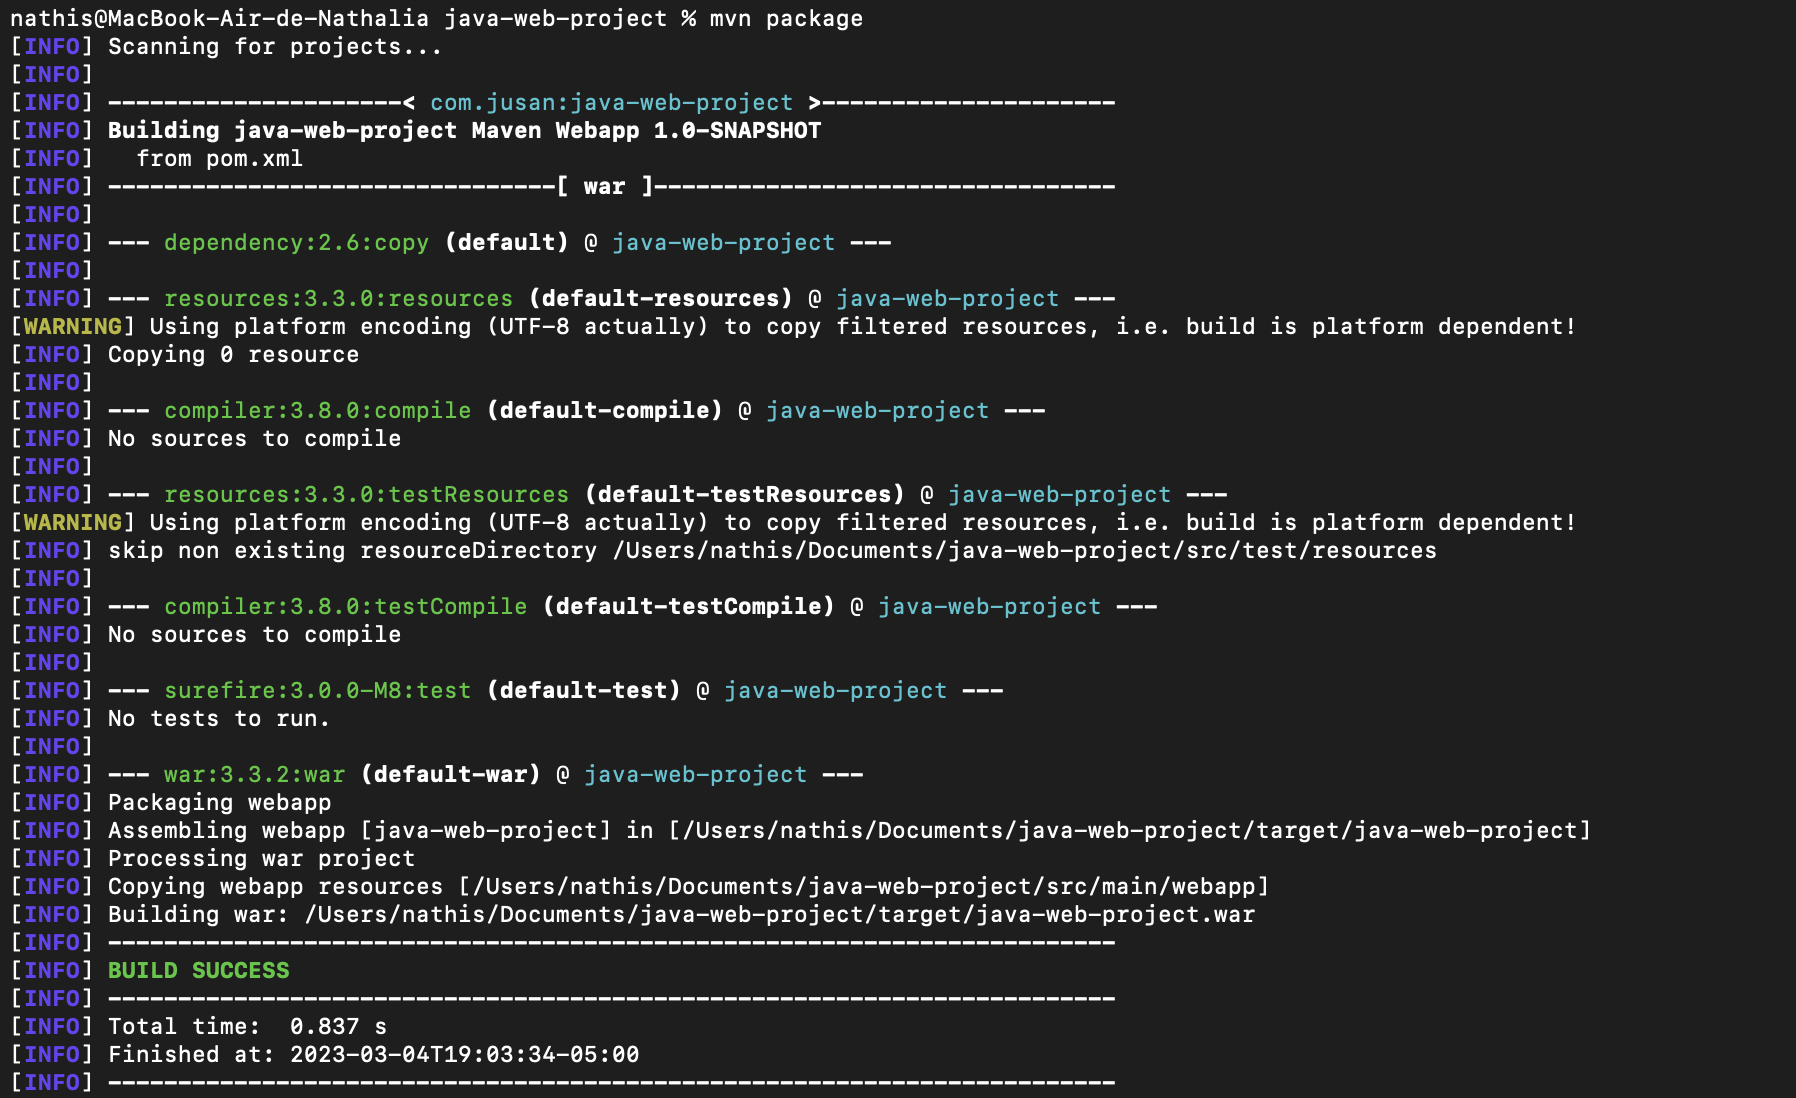 nathis@MacBook-Air-de-Nathalia java-web-project % mvn package
[INFO] Scanning for projects...
[INFO]
[INFO] ---------------------< com.jusan:java-web-project >---------------------
[INFO] Building java-web-project Maven Webapp 1.0-SNAPSHOT
[INFO]   from pom.xml
[INFO] --------------------------------[ war ]---------------------------------
[INFO]
[INFO] --- dependency:2.6:copy (default) @ java-web-project ---
[INFO]
[INFO] --- resources:3.3.0:resources (default-resources) @ java-web-project ---
[WARNING] Using platform encoding (UTF-8 actually) to copy filtered resources, i.e. build is platform dependent!
[INFO] Copying 0 resource
[INFO]
[INFO] --- compiler:3.8.0:compile (default-compile) @ java-web-project ---
[INFO] No sources to compile
[INFO]
[INFO] --- resources:3.3.0:testResources (default-testResources) @ java-web-project ---
[WARNING] Using platform encoding (UTF-8 actually) to copy filtered resources, i.e. build is platform dependent!
[INFO] skip non existing resourceDirectory /Users/nathis/Documents/java-web-project/src/test/resources
[INFO]
[INFO] --- compiler:3.8.0:testCompile (default-testCompile) @ java-web-project ---
[INFO] No sources to compile
[INFO]
[INFO] --- surefire:3.0.0-M8:test (default-test) @ java-web-project ---
[INFO] No tests to run.
[INFO]
[INFO] --- war:3.3.2:war (default-war) @ java-web-project ---
[INFO] Packaging webapp
[INFO] Assembling webapp [java-web-project] in [/Users/nathis/Documents/java-web-project/target/java-web-project]
[INFO] Processing war project
[INFO] Copying webapp resources [/Users/nathis/Documents/java-web-project/src/main/webapp]
[INFO] Building war: /Users/nathis/Documents/java-web-project/target/java-web-project.war
[INFO] ------------------------------------------------------------------------
[INFO] BUILD SUCCESS
[INFO] ------------------------------------------------------------------------
[INFO] Total time:  0.837 s
[INFO] Finished at: 2023-03-04T19:03:34-05:00
[INFO] ------------------------------------------------------------------------